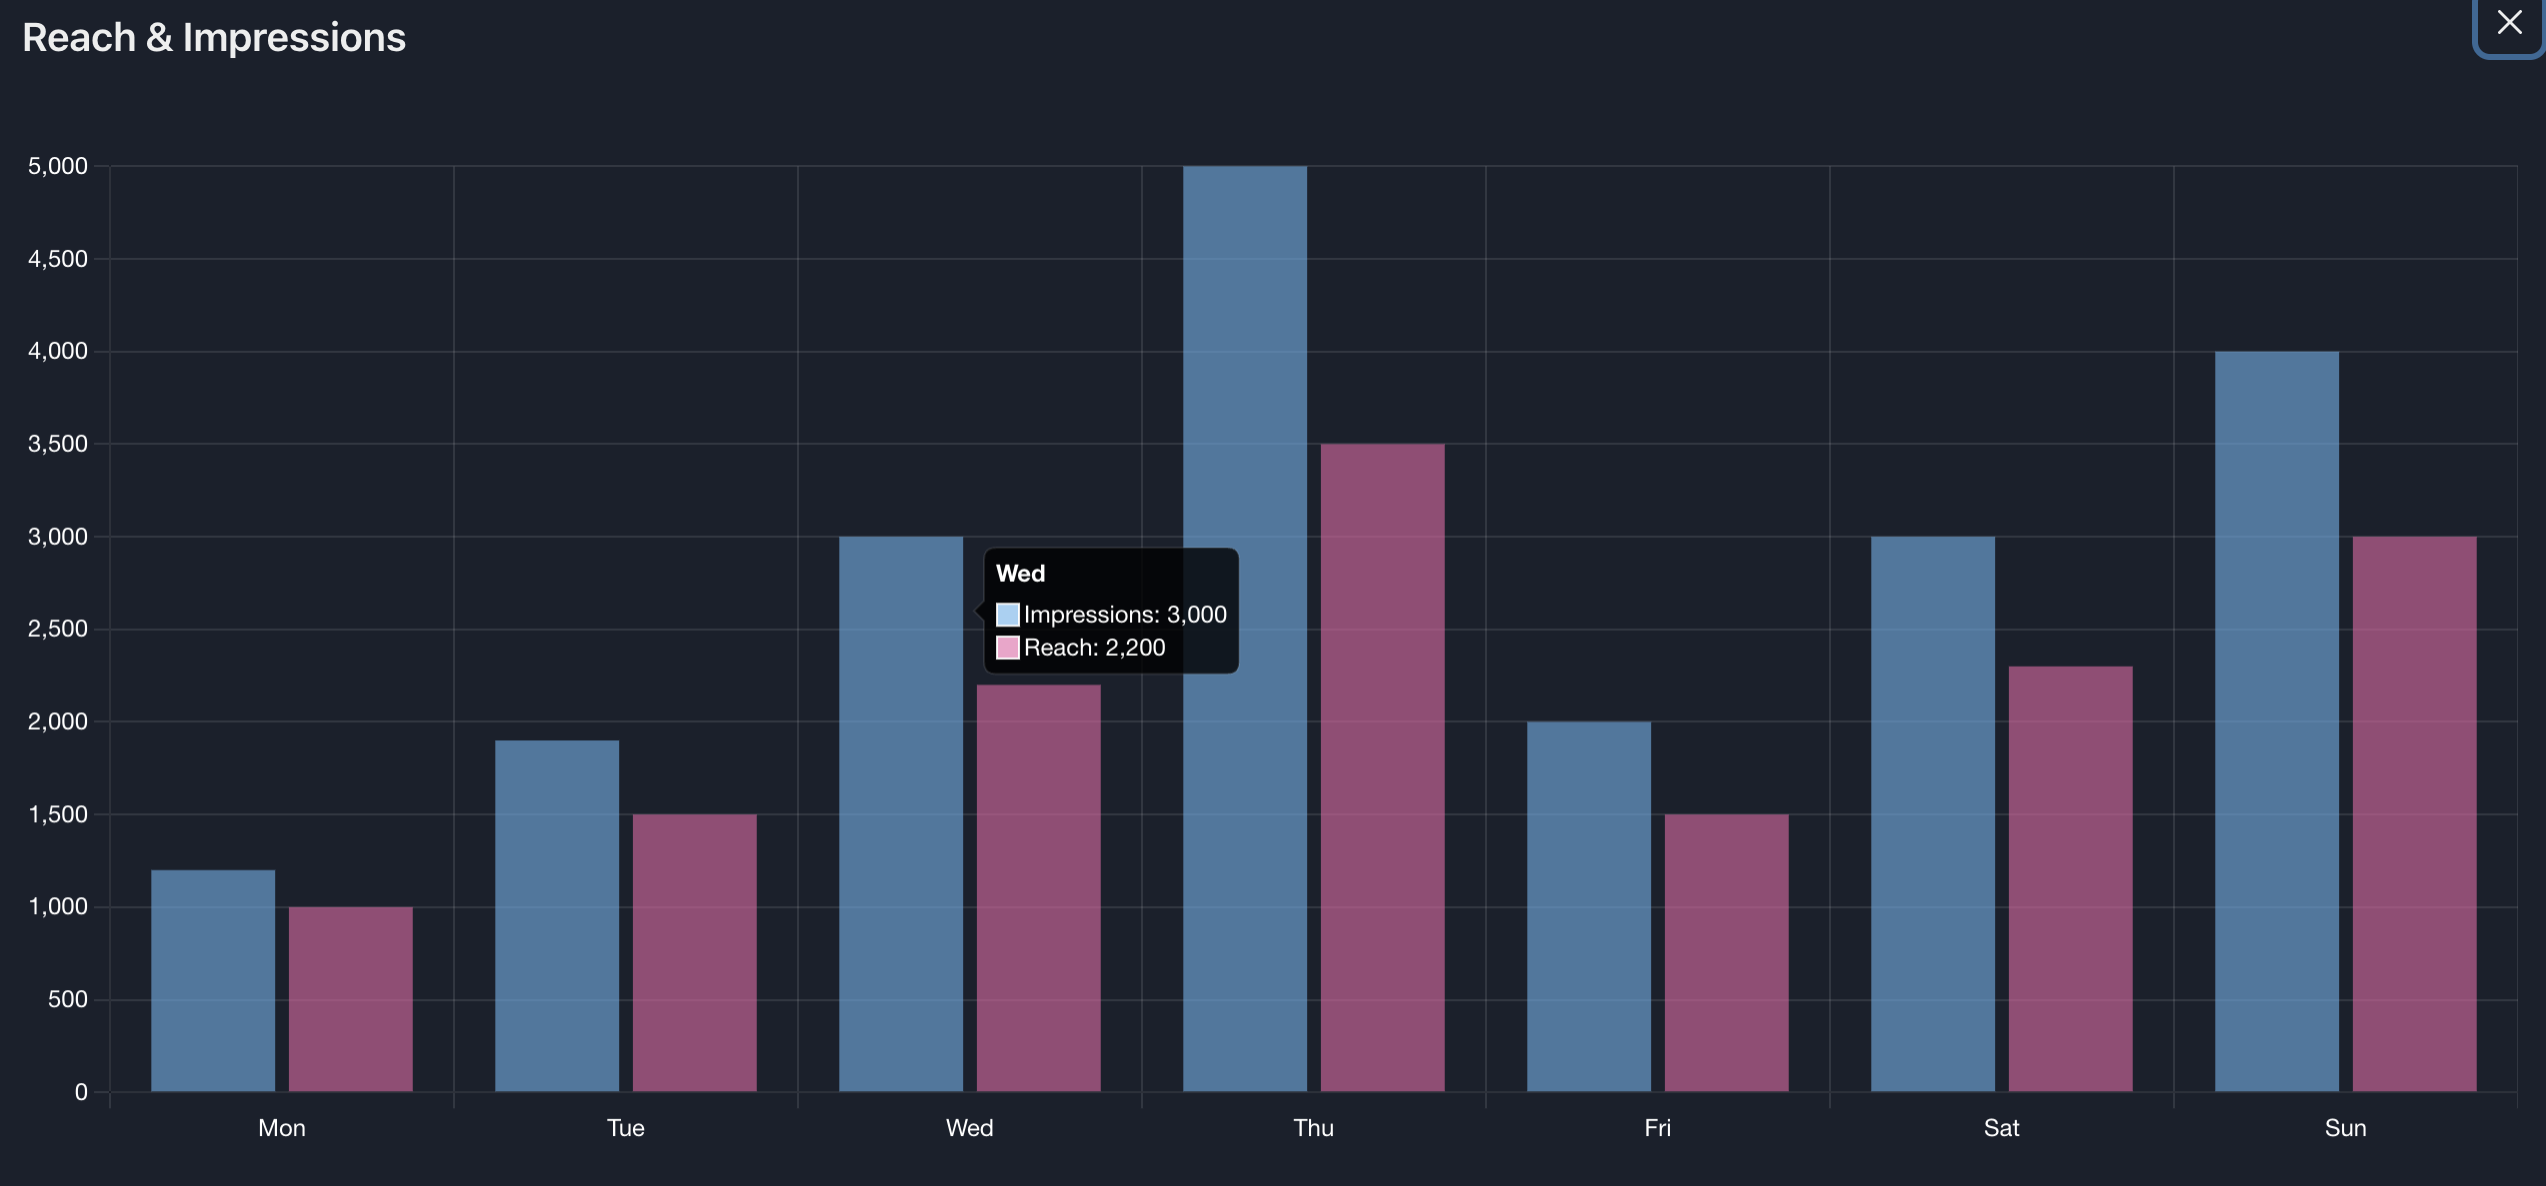 Reach & Impressions
5,000
4,500
4,000
3,500
3,000
2,500
2,000
1,500
1,000
500
0
Wed
Impressions: 3,000
Reach: 2,200
Mon Tue Wed Thu Fri Sat Sun